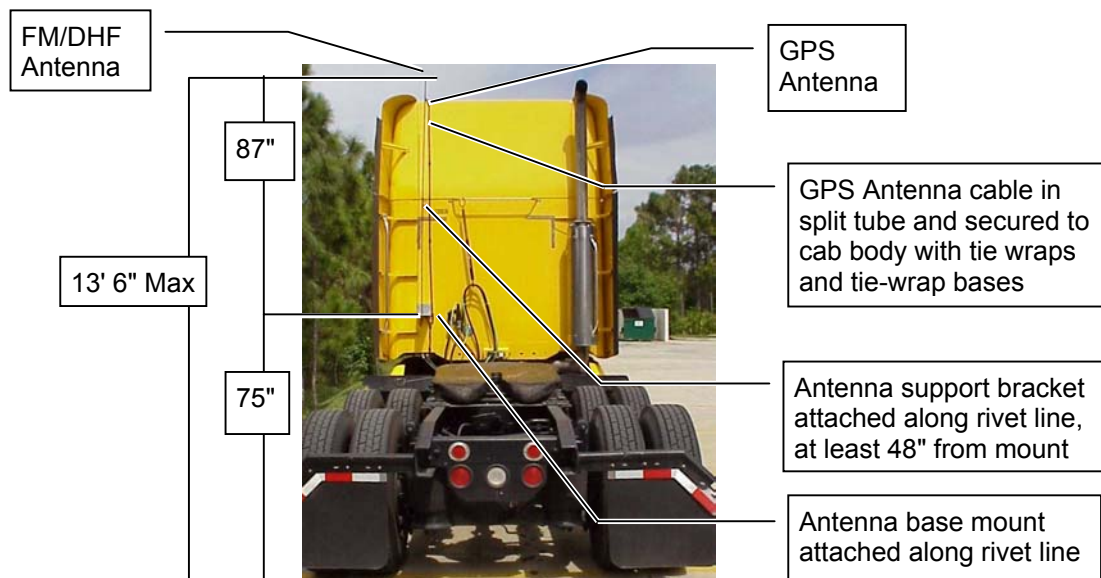 FM/DHF
Antenna
GPS
Antenna
87"
GPS Antenna cable in
split tube and secured to
cab body with tie wraps
and tie-wrap bases
13' 6" Max
75"
Antenna support bracket
attached along rivet line,
at least 48" from mount
Antenna base mount
attached along rivet line